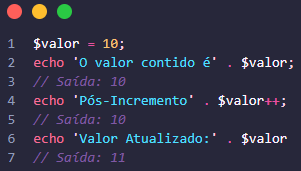 1 $valor = 10;
2 echo 'O valor contido é' . $valor;
3 // Saída: 10
4 echo 'Pós-Incremento' . $valor++;
5 // Saída: 10
6 echo 'Valor Atualizado:' . $valor
7 // Saída: 11